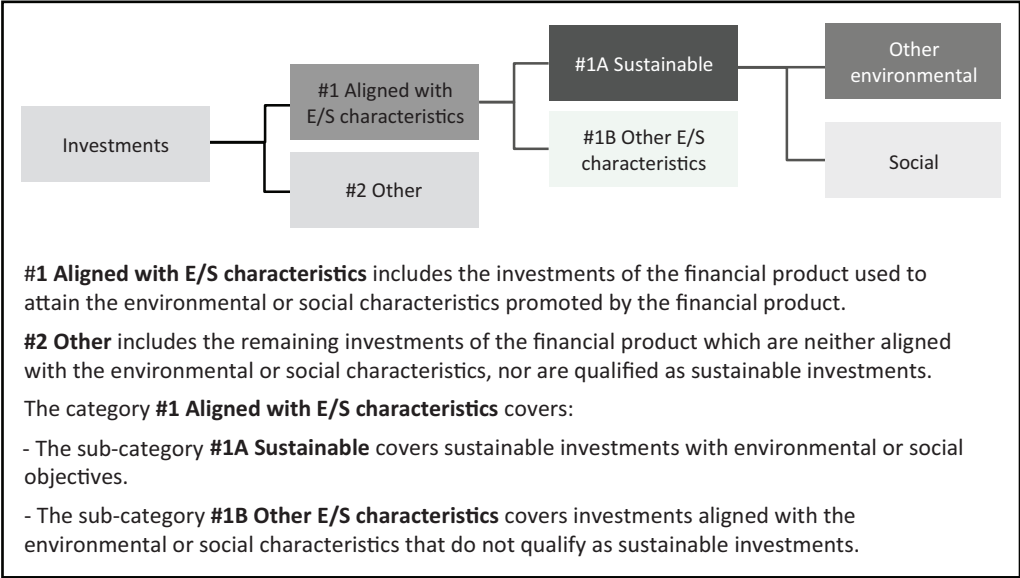 Investments
#1 Aligned with
E/S characteristics
#2 Other
#1A Sustainable
#1B Other E/S
characteristics
Other
environmental
Social
#1 Aligned with E/S characteristics includes the investments of the financial product used to
attain the environmental or social characteristics promoted by the financial product.
#2 Other includes the remaining investments of the financial product which are neither aligned
with the environmental or social characteristics, nor are qualified as sustainable investments.
The category #1 Aligned with E/S characteristics covers:
- The sub-category #1A Sustainable covers sustainable investments with environmental or social
objectives.
- The sub-category #1B Other E/S characteristics covers investments aligned with the
environmental or social characteristics that do not qualify as sustainable investments.